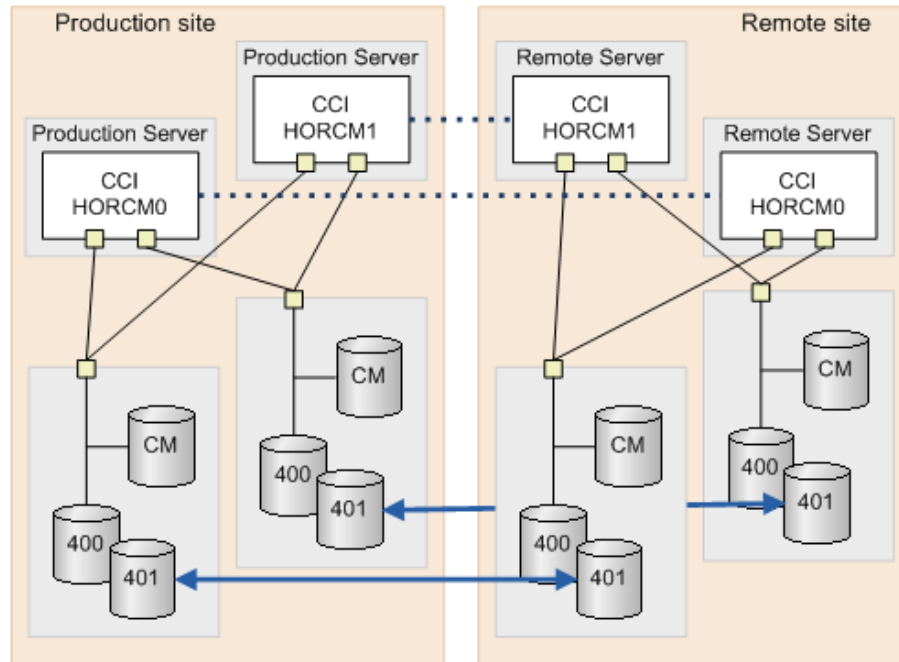 Production site
Remote site
Production Server
CCI
HORCM1
Remote Server
CCI
HORCM1
Production Server
CCI
HORCM0
Remote Server
CCI
HORCM0
CM
400
401
CM
400
401
CM
400
401
CM
400
401